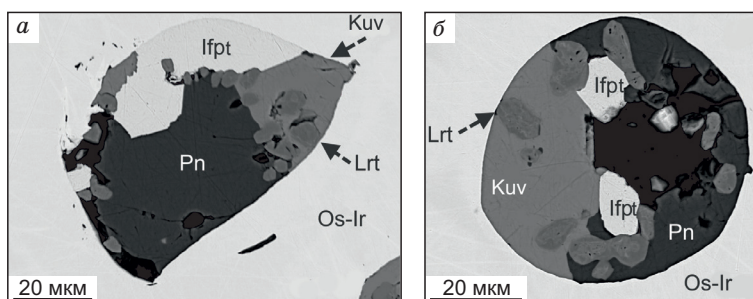 а
Ifpt
Kuv
Pn
Lrt
Os-Ir
20 мкм
б
Ifpt
Lrt
Kuv
Ifpt
Pn
Os-Ir
20 мкм